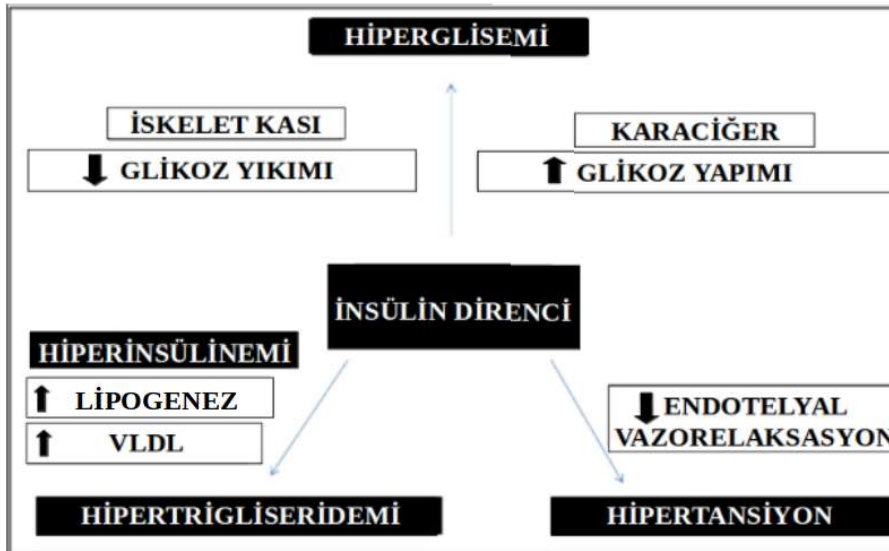 HİPERGLİSEMİ
İSKELET KASI
GLİKOZ YIKIMI
KARACİĞER
GLİKOZ YAPIMI
İNSÜLİN DİRENCİ
HİPERİNSÜLİNEMİ
LİPOGENEZ
VLDL
ENDOTELYAL
VAZORELAKSASYON
HİPERTRİGLİSERİDEMİ
HİPERTANSİYON